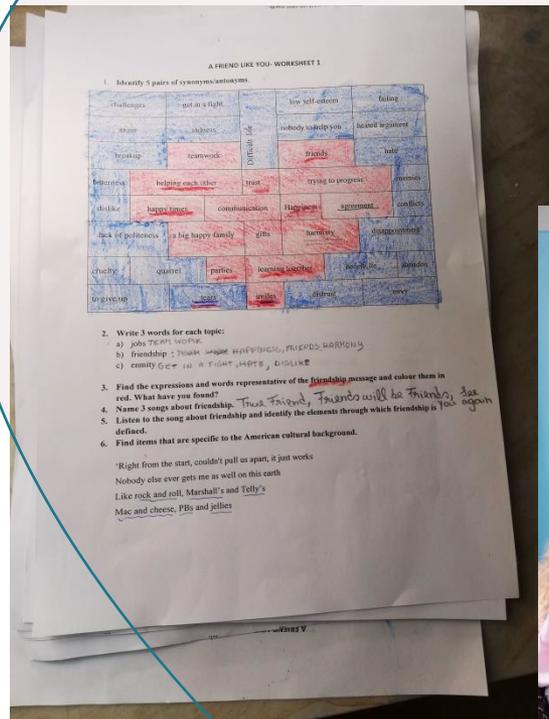 A FRIEND LIKE YOU- WORKSHEET 1
1. Identify 5 pairs of synonyms/antonyms.
challenges get in a fight low self-esteem failing
sadness Difficult life nobody to help you heated argument
breakup teamwork friends hate
bitterness helping each other trust trying to progress enemies
dislike happy times communication Happiness agreement conflicts
lack of politeness a big happy family gifts harmony disappointment
cruelty quarrel parties learning together abandon
to give up tears smiles distrust envy
2. Write 3 words for each topic:
a) jobs TEAM WORK
b) friendship : HAPPINESS, FRIENDS, HARMONY
c) enmity GET IN A FIGHT, HATE, DISLIKE
3. Find the expressions and words representative of the friendship message and colour them in
red. What have you found?
4. Name 3 songs about friendship. True Friend, Friends will be Friends, See
You again
5. Listen to the song about friendship and identify the elements through which friendship is
defined.
6. Find items that are specific to the American cultural background.
'Right from the start, couldn't pull us apart, it just works
Nobody else ever gets me as well on this earth
Like rock and roll, Marshall's and Telly's
Mac and cheese, PBs and jellies